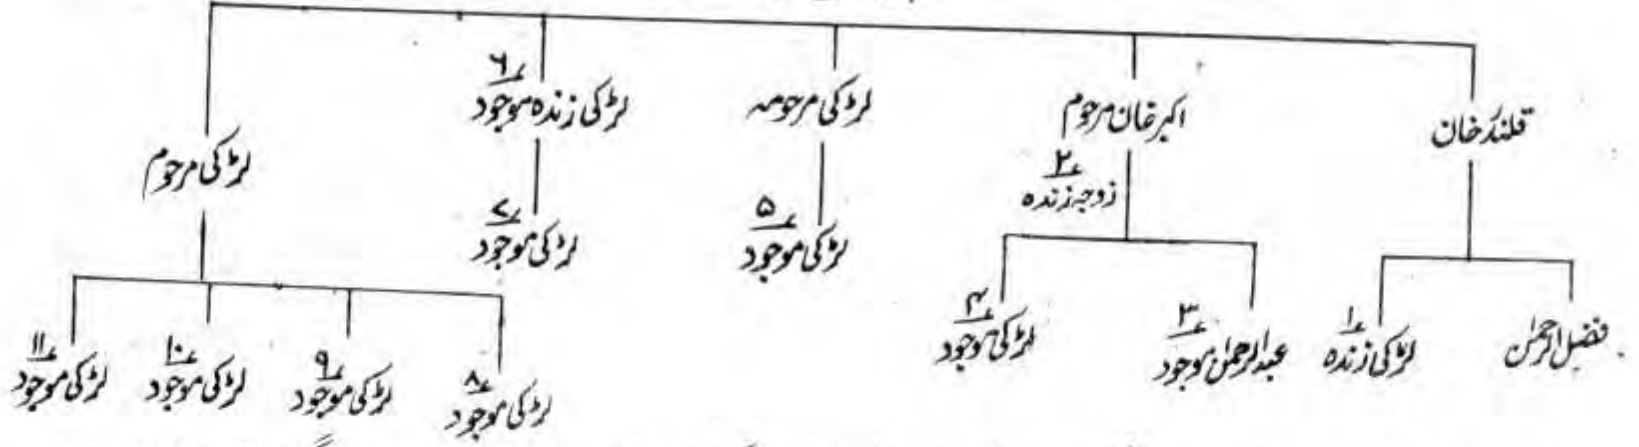 قلندر خان
اکبر خان مرحوم
لڑکی مرحومہ
۶ لڑکی زندہ موجود
لڑکی مرحوم
۲ زوجہ زندہ
فضل الرحمٰن
۱ لڑکی زندہ
۳ عبدالرحمٰن موجود
۴ لڑکی موجود
۵ لڑکی موجود
۷ لڑکی موجود
۸ لڑکی موجود
۹ لڑکی موجود
۱۰ لڑکی موجود
۱۱ لڑکی موجود